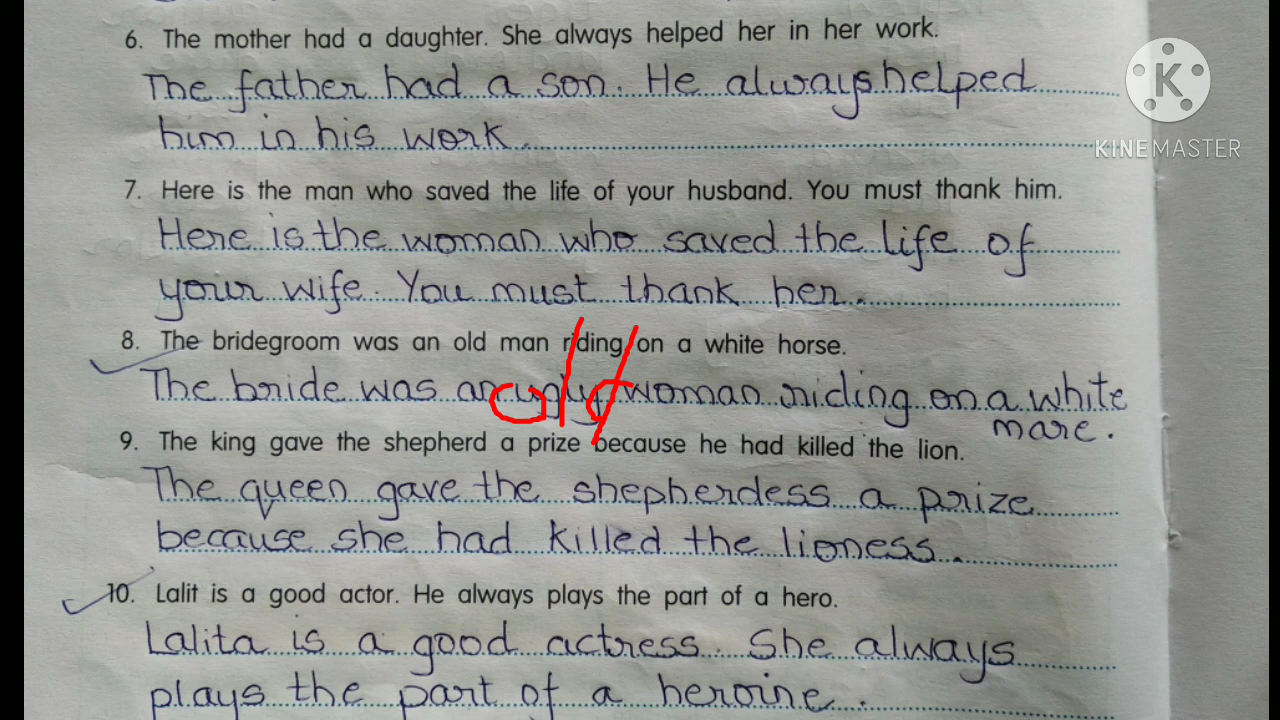 6. The mother had a daughter. She always helped her in her work.
The father had a son. He always helped
him in his work.
K
KINEMASTER
7. Here is the man who saved the life of your husband. You must thank him.
Here is the woman who saved the life of
your wife. You must thank her.
8. The bridegroom was an old man riding on a white horse.
The bride was an ugly woman riding on a white
old
mare.
9. The king gave the shepherd a prize because he had killed the lion.
The queen gave the shepherdess a prize
because she had killed the lioness.
10. Lalit is a good actor. He always plays the part of a hero.
Lalita is a good actress. She always
plays the part of a heroine.